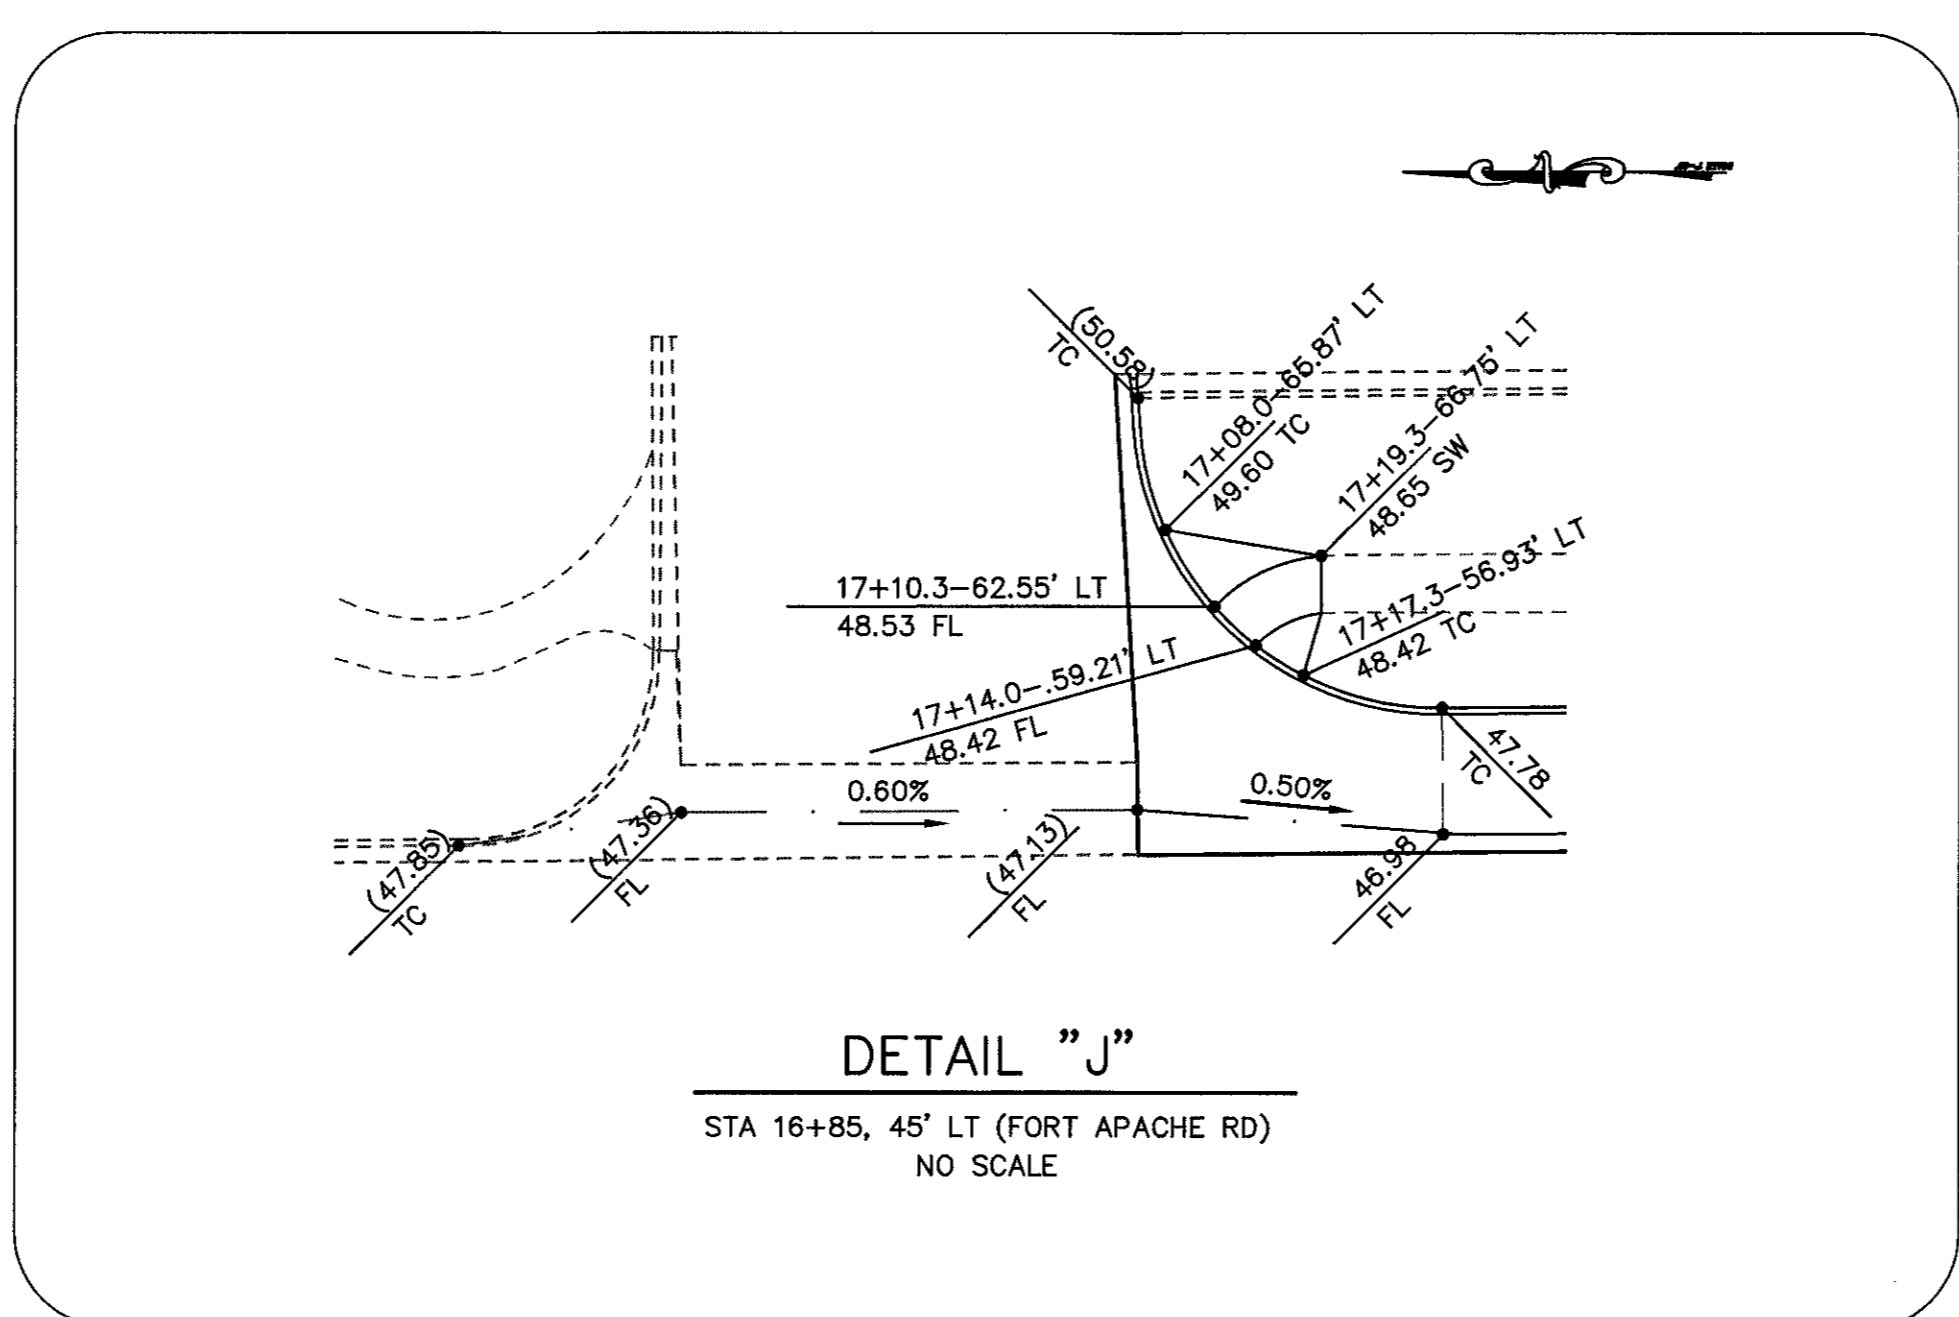 (50.58)
TC
17+08.0-65.87' LT
49.60 TC
17+19.3-66.75' LT
48.65 SW
17+10.3-62.55' LT
48.53 FL
17+17.3-56.93' LT
48.42 TC
17+14.0-.59.21' LT
48.42 FL
47.78
TC
0.60%
0.50%
(47.85)
TC
(47.36)
FL
(47.13)
FL
46.98
FL
DETAIL "J"
STA 16+85, 45' LT (FORT APACHE RD)
NO SCALE